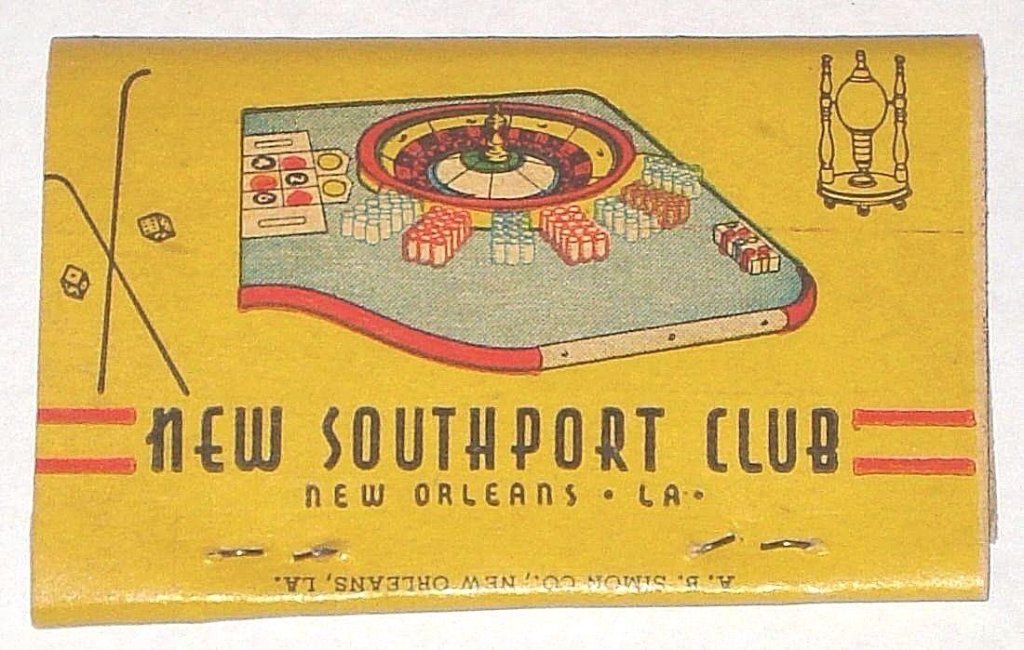 NEW SOUTHPORT CLUB
NEW ORLEANS • LA••
A. B. SIMON CO., NEW ORLEANS, LA.